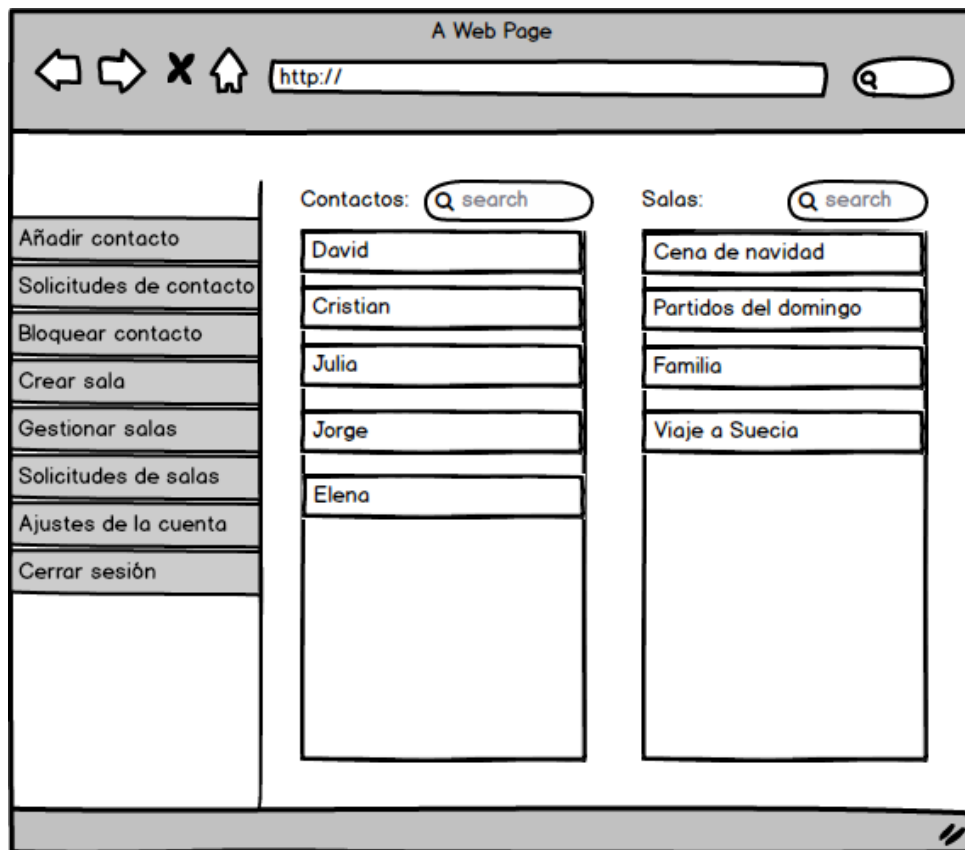 A Web Page
http://
Añadir contacto
Solicitudes de contacto
Bloquear contacto
Crear sala
Gestionar salas
Solicitudes de salas
Ajustes de la cuenta
Cerrar sesión
Contactos:
search
David
Cristian
Julia
Jorge
Elena
Salas:
search
Cena de navidad
Partidos del domingo
Familia
Viaje a Suecia